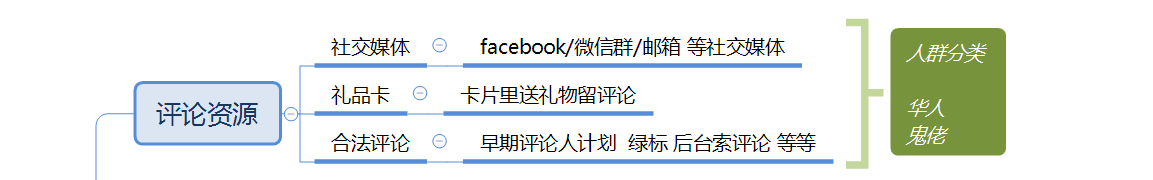 评论资源
社交媒体
facebook/微信群/邮箱 等社交媒体
礼品卡
卡片里送礼物留评论
合法评论
早期评论人计划 绿标 后台索评论 等等
人群分类
华人
鬼佬